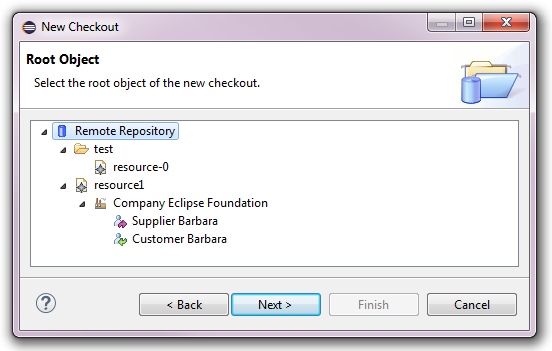 New Checkout
Root Object
Select the root object of the new checkout.
Remote Repository
test
resource-0
resource1
Company Eclipse Foundation
Supplier Barbara
Customer Barbara
?
< Back
Next >
Finish
Cancel